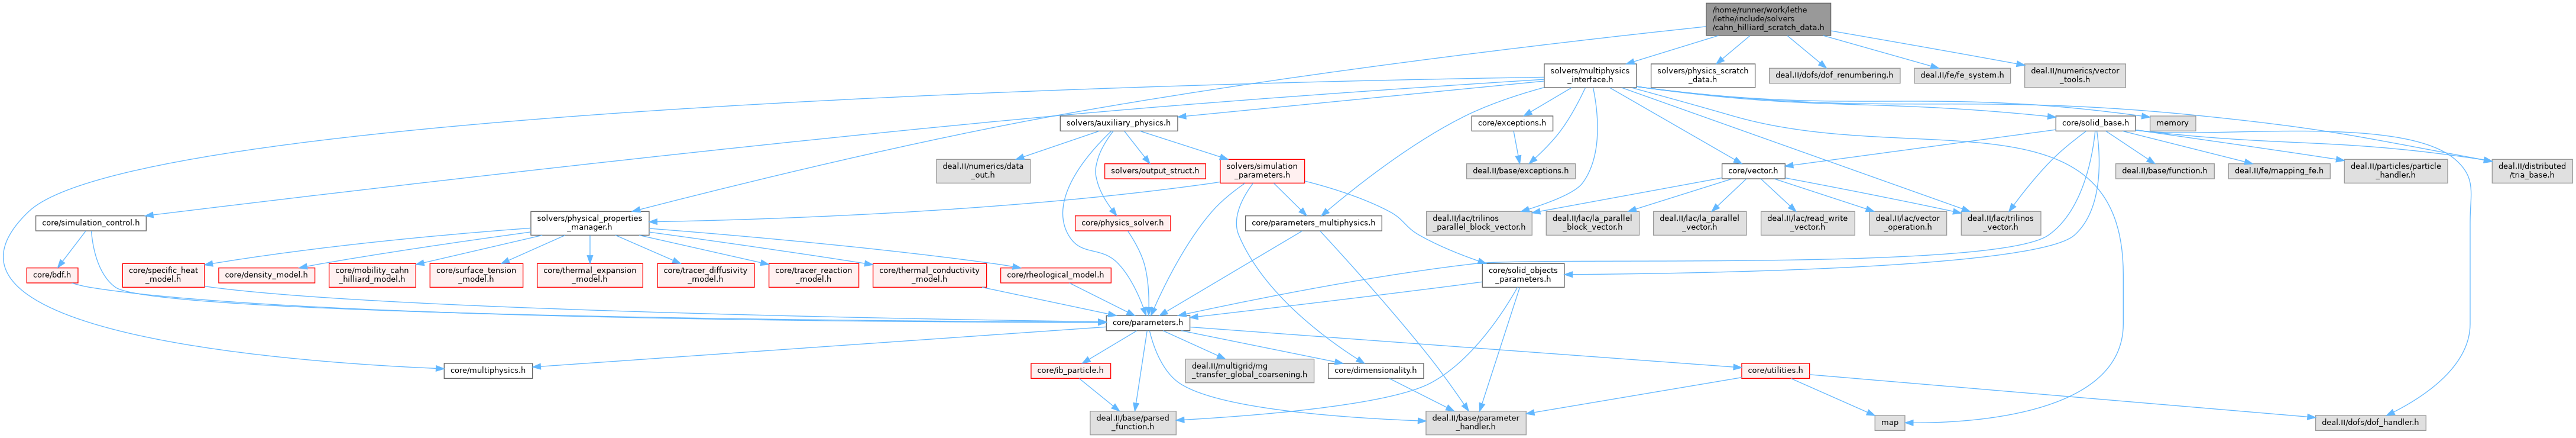 /home/runner/work/lethe
/lethe/include/solvers
/cahn_hilliard_scratch_data.h
solvers/multiphysics
_interface.h
solvers/physics_scratch
_data.h
deal.II/dofs/dof_renumbering.h
deal.II/fe/fe_system.h
deal.II/numerics/vector
_tools.h
solvers/auxiliary_physics.h
core/exceptions.h
core/solid_base.h
memory
deal.II/numerics/data
_out.h
solvers/output_struct.h
solvers/simulation
_parameters.h
deal.II/base/exceptions.h
core/vector.h
deal.II/base/function.h
deal.II/fe/mapping_fe.h
deal.II/particles/particle
_handler.h
deal.II/distributed
/tria_base.h
core/simulation_control.h
solvers/physical_properties
_manager.h
core/physics_solver.h
core/parameters_multiphysics.h
deal.II/lac/trilinos
_parallel_block_vector.h
deal.II/lac/la_parallel
_block_vector.h
deal.II/lac/la_parallel
_vector.h
deal.II/lac/read_write
_vector.h
deal.II/lac/vector
_operation.h
deal.II/lac/trilinos
_vector.h
core/bdf.h
core/specific_heat
_model.h
core/density_model.h
core/mobility_cahn
_hilliard_model.h
core/surface_tension
_model.h
core/thermal_expansion
_model.h
core/tracer_diffusivity
_model.h
core/tracer_reaction
_model.h
core/thermal_conductivity
_model.h
core/rheological_model.h
core/solid_objects
_parameters.h
core/parameters.h
core/multiphysics.h
core/ib_particle.h
deal.II/multigrid/mg
_transfer_global_coarsening.h
core/dimensionality.h
core/utilities.h
deal.II/base/parsed
_function.h
deal.II/base/parameter
_handler.h
map
deal.II/dofs/dof_handler.h